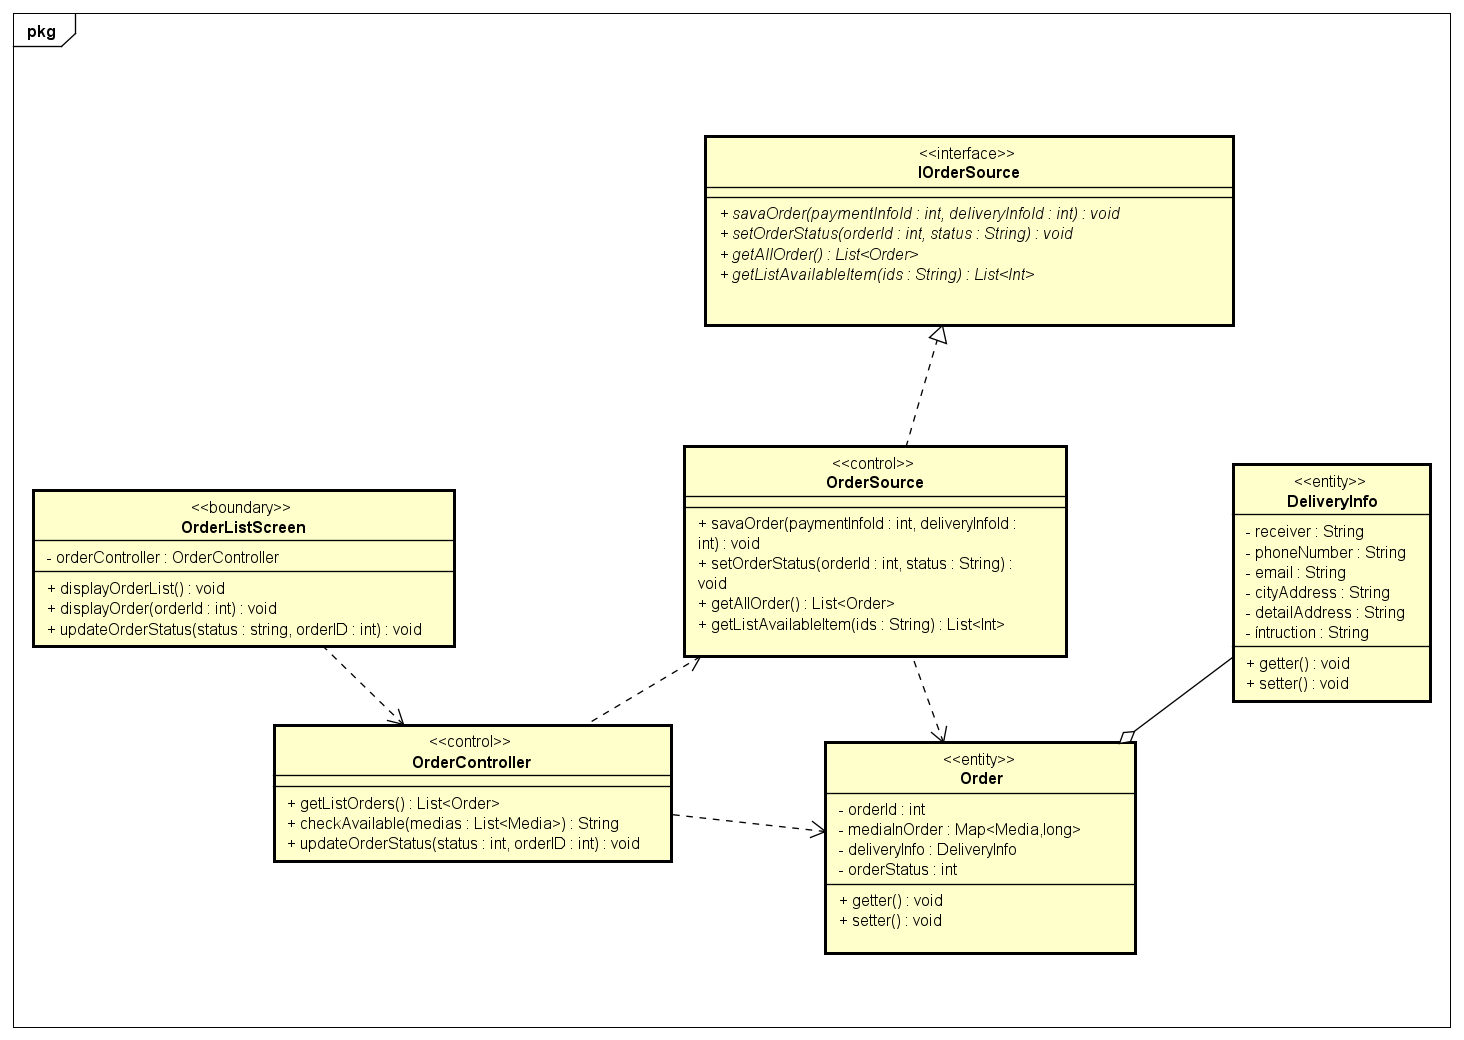 pkg
<<interface>>
IOrderSource
+ savaOrder(paymentInfoId : int, deliveryInfoId : int) : void
+ setOrderStatus(orderId : int, status : String) : void
+ getAllOrder() : List<Order>
+ getListAvailableItem(ids : String) : List<Int>
<<control>>
OrderSource
+ savaOrder(paymentInfoId : int, deliveryInfoId :
int) : void
+ setOrderStatus(orderId : int, status : String) :
void
+ getAllOrder() : List<Order>
+ getListAvailableItem(ids : String) : List<Int>
<<entity>>
DeliveryInfo
- receiver : String
- phoneNumber : String
- email : String
- cityAddress : String
- detailAddress : String
- íntruction : String
+ getter() : void
+ setter() : void
<<boundary>>
OrderListScreen
- orderController : OrderController
+ displayOrderList() : void
+ displayOrder(orderId : int) : void
+ updateOrderStatus(status : string, orderID : int) : void
<<control>>
OrderController
+ getListOrders() : List<Order>
+ checkAvailable(medias : List<Media>) : String
+ updateOrderStatus(status : int, orderID : int) : void
<<entity>>
Order
- orderId : int
- mediaInOrder : Map<Media,long>
- deliveryInfo : DeliveryInfo
- orderStatus : int
+ getter() : void
+ setter() : void